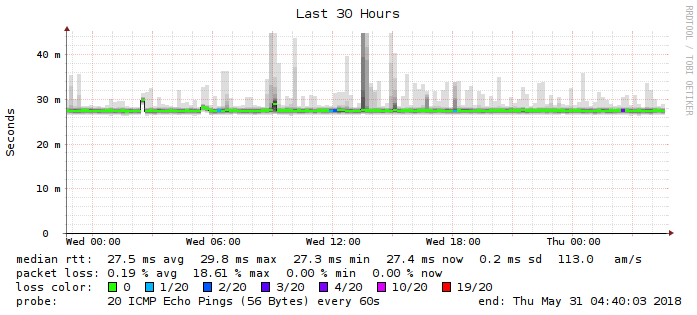 Last 30 Hours
RRDTOOL / TOBI OETIKER
Seconds
40 m
30 m
20 m
10 m
0
Wed 00:00 Wed 06:00 Wed 12:00 Wed 18:00 Thu 00:00
median rtt: 27.5 ms avg 29.8 ms max 27.3 ms min 27.4 ms now 0.2 ms sd 113.0 am/s
packet loss: 0.19 % avg 18.61 % max 0.00 % min 0.00 % now
loss color: 0 1/20 2/20 3/20 4/20 10/20 19/20
probe: 20 ICMP Echo Pings (56 Bytes) every 60s end: Thu May 31 04:40:03 2018